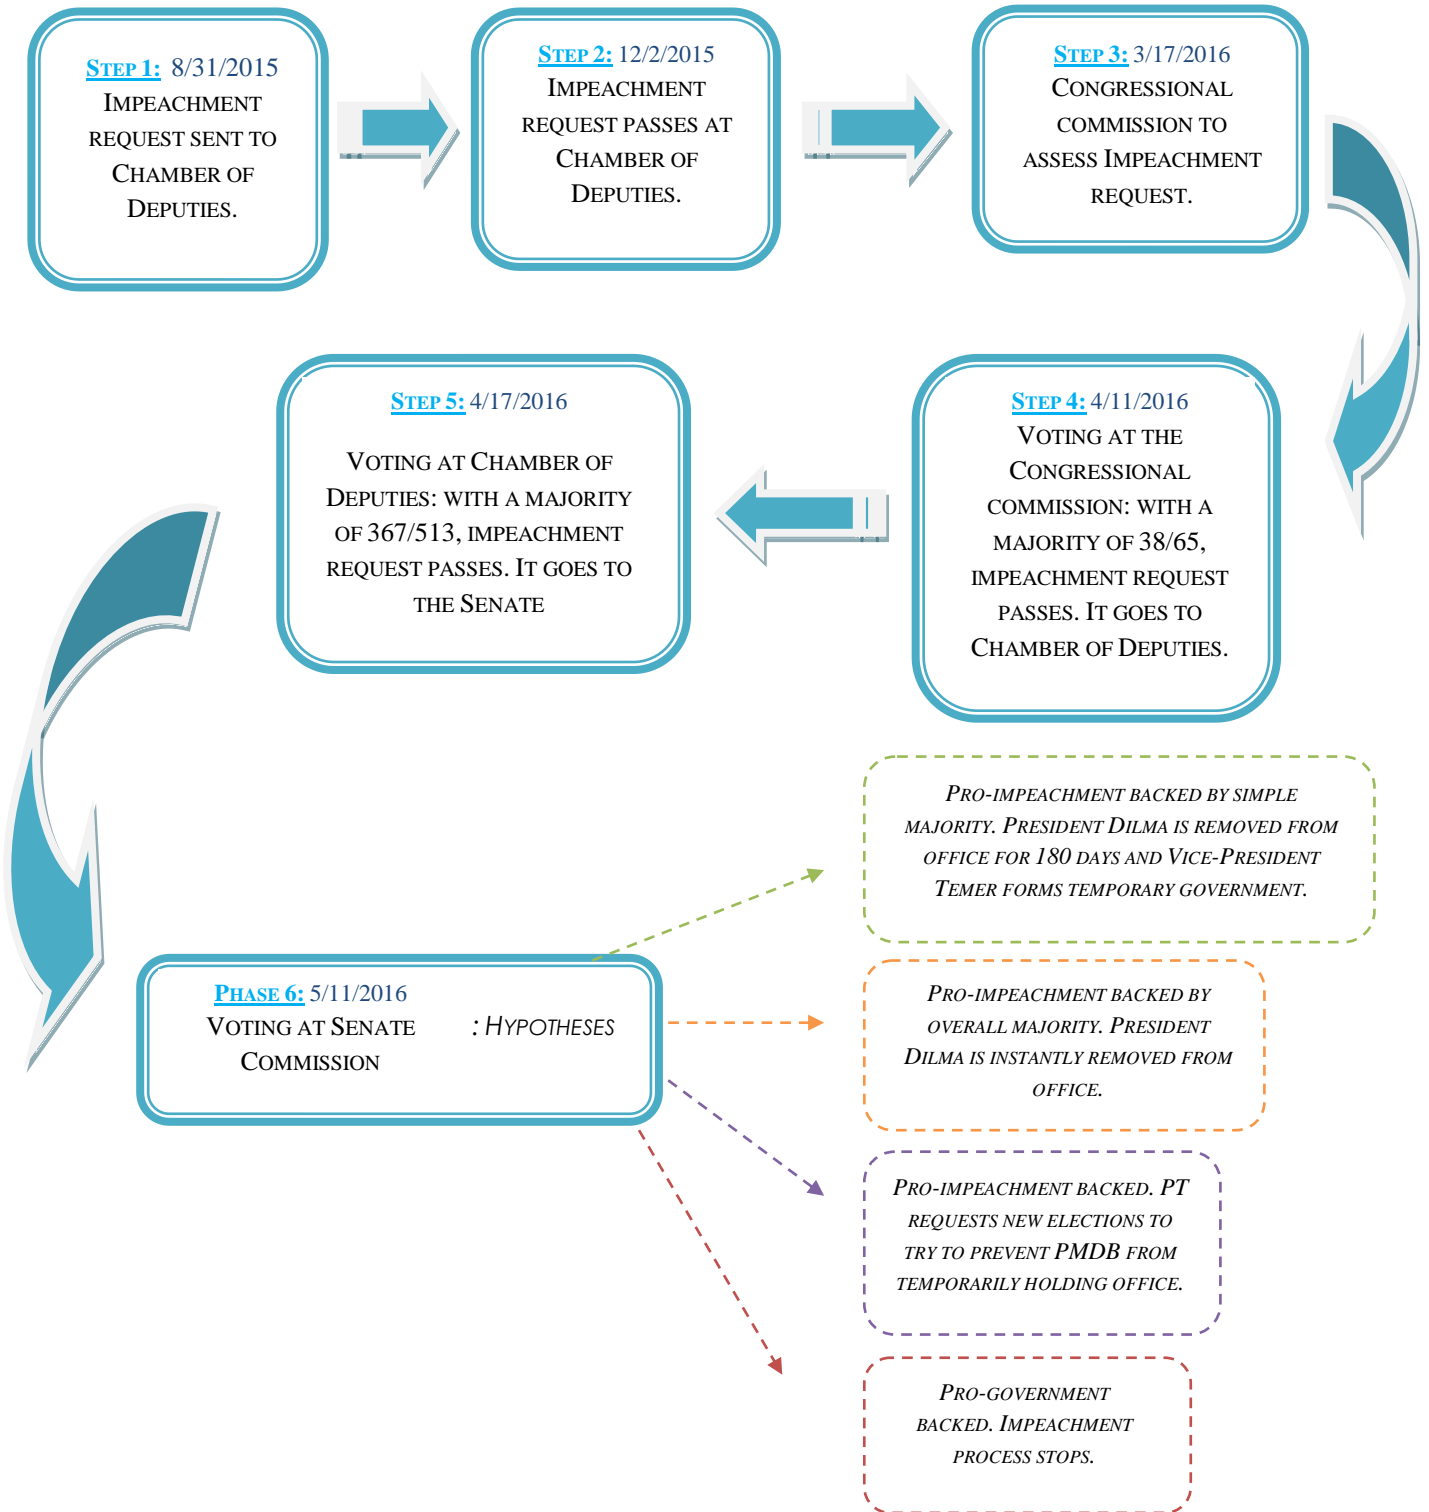 Step 1: 8/31/2015
Impeachment
request sent to
Chamber of
Deputies.
Step 2: 12/2/2015
Impeachment
request passes at
Chamber of
Deputies.
Step 3: 3/17/2016
Congressional
commission to
assess Impeachment
request.
Step 4: 4/11/2016
Voting at the
Congressional
commission: with a
majority of 38/65,
impeachment request
passes. It goes to
Chamber of Deputies.
Step 5: 4/17/2016
Voting at Chamber of
Deputies: with a majority
of 367/513, impeachment
request passes. It goes to
the Senate
Phase 6: 5/11/2016
Voting at Senate : Hypotheses
Commission
Pro-impeachment backed by simple
majority. President Dilma is removed from
office for 180 days and Vice-President
Temer forms temporary government.
Pro-impeachment backed by
overall majority. President
Dilma is instantly removed from
office.
Pro-impeachment backed. PT
requests new elections to
try to prevent PMDB from
temporarily holding office.
Pro-government
backed. Impeachment
process stops.